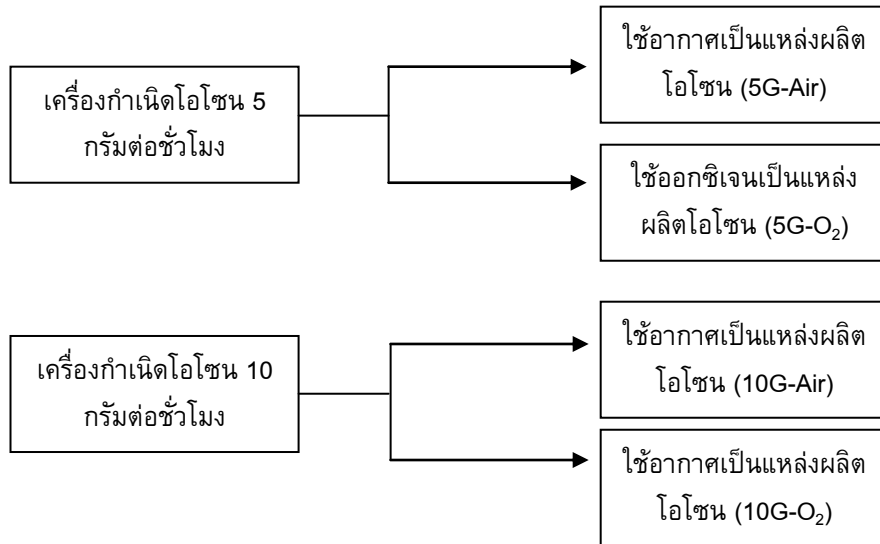 ใช้อากาศเป็นแหล่งผลิต
โอโซน (5G-Air)
เครื่องกำเนิดโอโซน 5
กรัมต่อชั่วโมง
ใช้ออกซิเจนเป็นแหล่ง
ผลิตโอโซน (5G-O₂)
ใช้อากาศเป็นแหล่งผลิต
โอโซน (10G-Air)
เครื่องกำเนิดโอโซน 10
กรัมต่อชั่วโมง
ใช้อากาศเป็นแหล่งผลิต
โอโซน (10G-O₂)